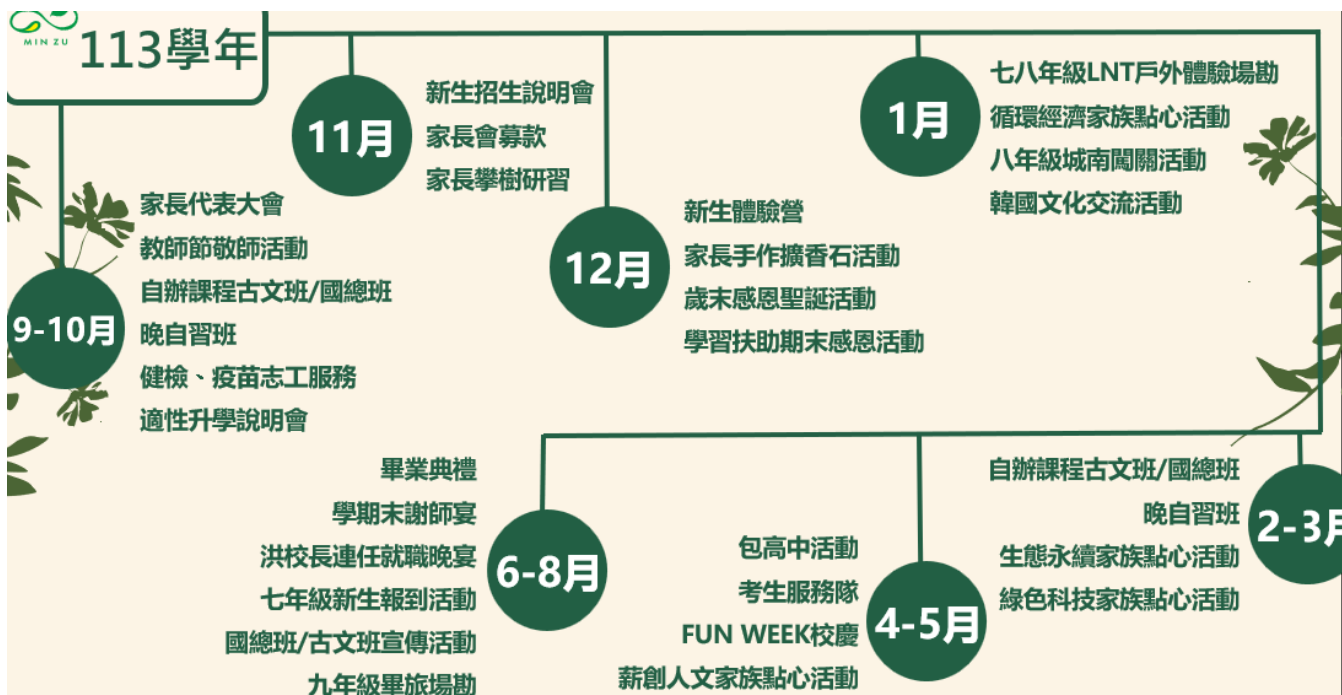 MIN ZU
113學年
9-10月
家長代表大會
教師節敬師活動
自辦課程古文班/國總班
晚自習班
健檢、疫苗志工服務
適性升學說明會
11月
新生招生說明會
家長會募款
家長攀樹研習
12月
新生體驗營
家長手作擴香石活動
歲末感恩聖誕活動
學習扶助期末感恩活動
1月
七八年級LNT戶外體驗場勘
循環經濟家族點心活動
八年級城南闖關活動
韓國文化交流活動
2-3月
自辦課程古文班/國總班
晚自習班
生態永續家族點心活動
綠色科技家族點心活動
4-5月
包高中活動
考生服務隊
FUN WEEK校慶
薪創人文家族點心活動
6-8月
畢業典禮
學期末謝師宴
洪校長連任就職晚宴
七年級新生報到活動
國總班/古文班宣傳活動
九年級畢旅場勘